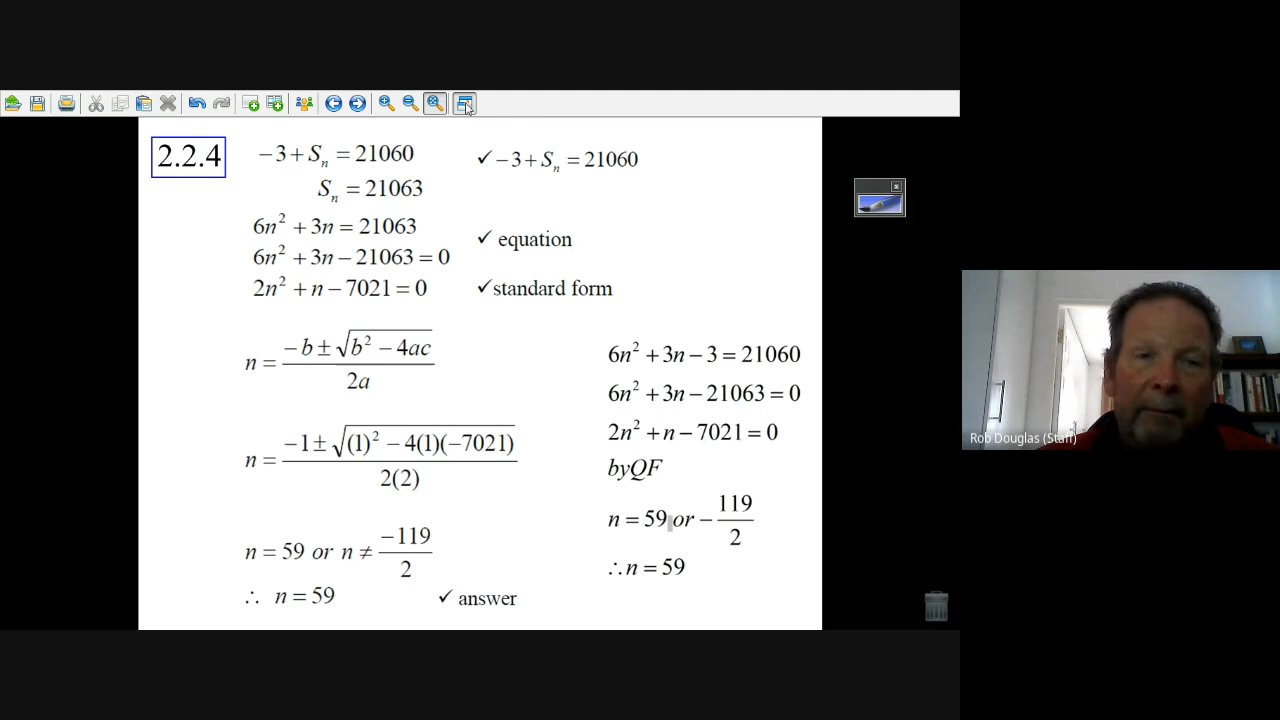 2.2.4
−3 + Sₙ = 21060
Sₙ = 21063
6n² + 3n = 21063
6n² + 3n − 21063 = 0
2n² + n − 7021 = 0
n = (−b ± √(b² − 4ac)) / 2a
n = (−1 ± √((1)² − 4(1)(−7021))) / 2(2)
n = 59 or n ≠ −119/2
∴ n = 59
✓ −3 + Sₙ = 21060
✓ equation
✓ standard form
✓ answer
6n² + 3n − 3 = 21060
6n² + 3n − 21063 = 0
2n² + n − 7021 = 0
byQF
n = 59 or − 119/2
∴ n = 59
Rob Douglas (Staff)